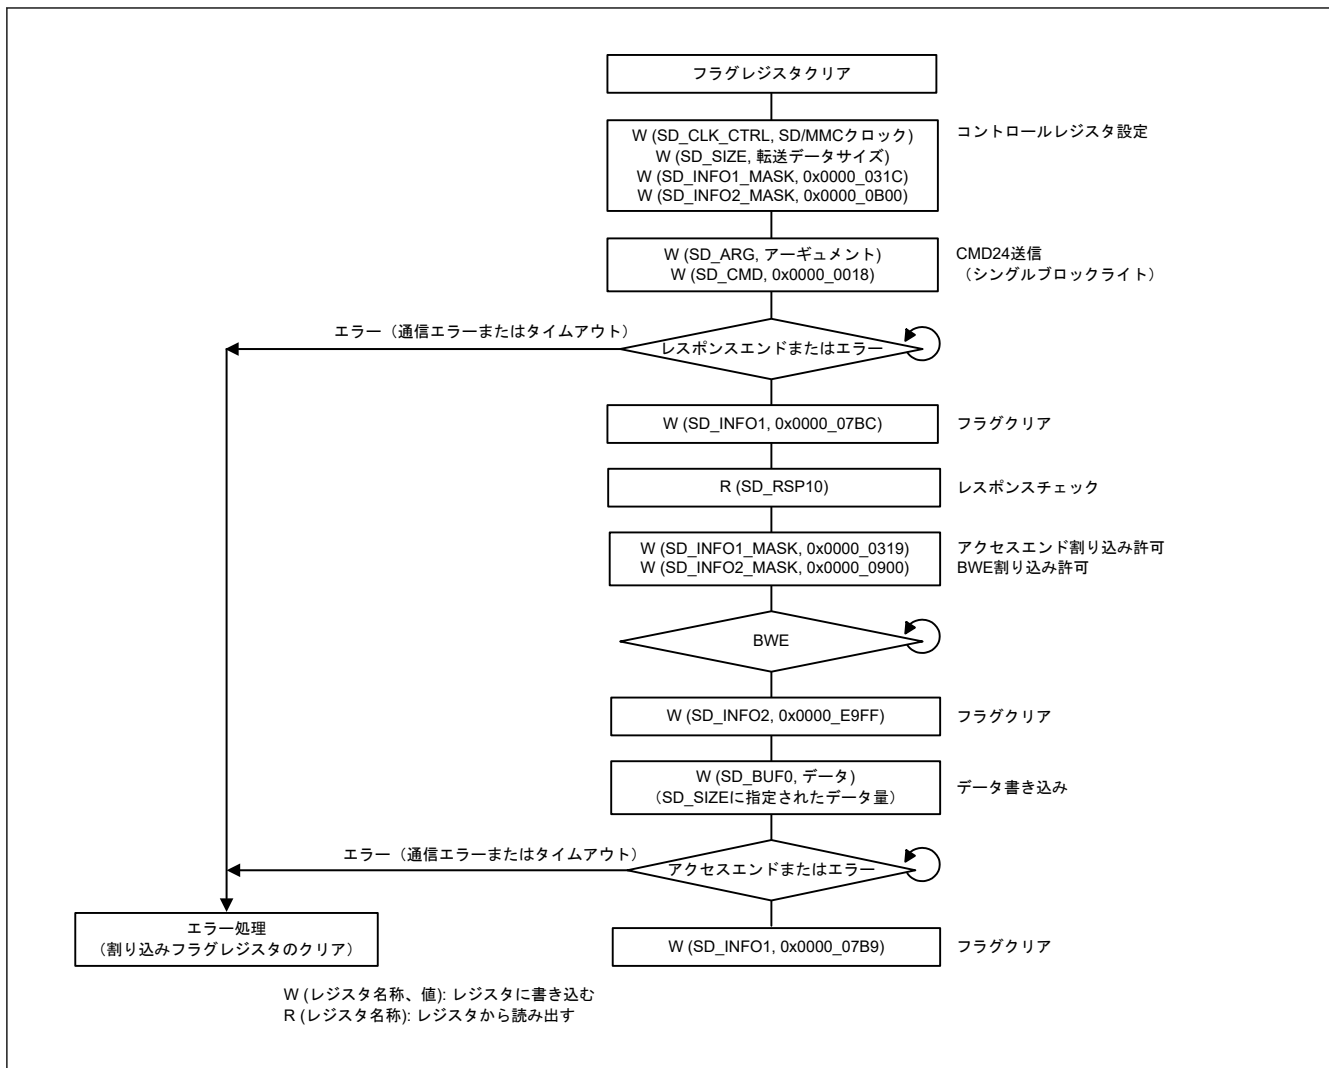 フラグレジスタクリア
W (SD_CLK_CTRL, SD/MMCクロック)
W (SD_SIZE, 転送データサイズ)
W (SD_INFO1_MASK, 0x0000_031C)
W (SD_INFO2_MASK, 0x0000_0B00)
コントロールレジスタ設定
W (SD_ARG, アーギュメント)
W (SD_CMD, 0x0000_0018)
CMD24送信
（シングルブロックライト）
エラー（通信エラーまたはタイムアウト）
レスポンスエンドまたはエラー
W (SD_INFO1, 0x0000_07BC)
フラグクリア
R (SD_RSP10)
レスポンスチェック
W (SD_INFO1_MASK, 0x0000_0319)
W (SD_INFO2_MASK, 0x0000_0900)
アクセスエンド割り込み許可
BWE割り込み許可
BWE
W (SD_INFO2, 0x0000_E9FF)
フラグクリア
W (SD_BUF0, データ)
（SD_SIZEに指定されたデータ量）
データ書き込み
エラー（通信エラーまたはタイムアウト）
アクセスエンドまたはエラー
エラー処理
（割り込みフラグレジスタのクリア）
W (SD_INFO1, 0x0000_07B9)
フラグクリア
W (レジスタ名称、値): レジスタに書き込む
R (レジスタ名称): レジスタから読み出す